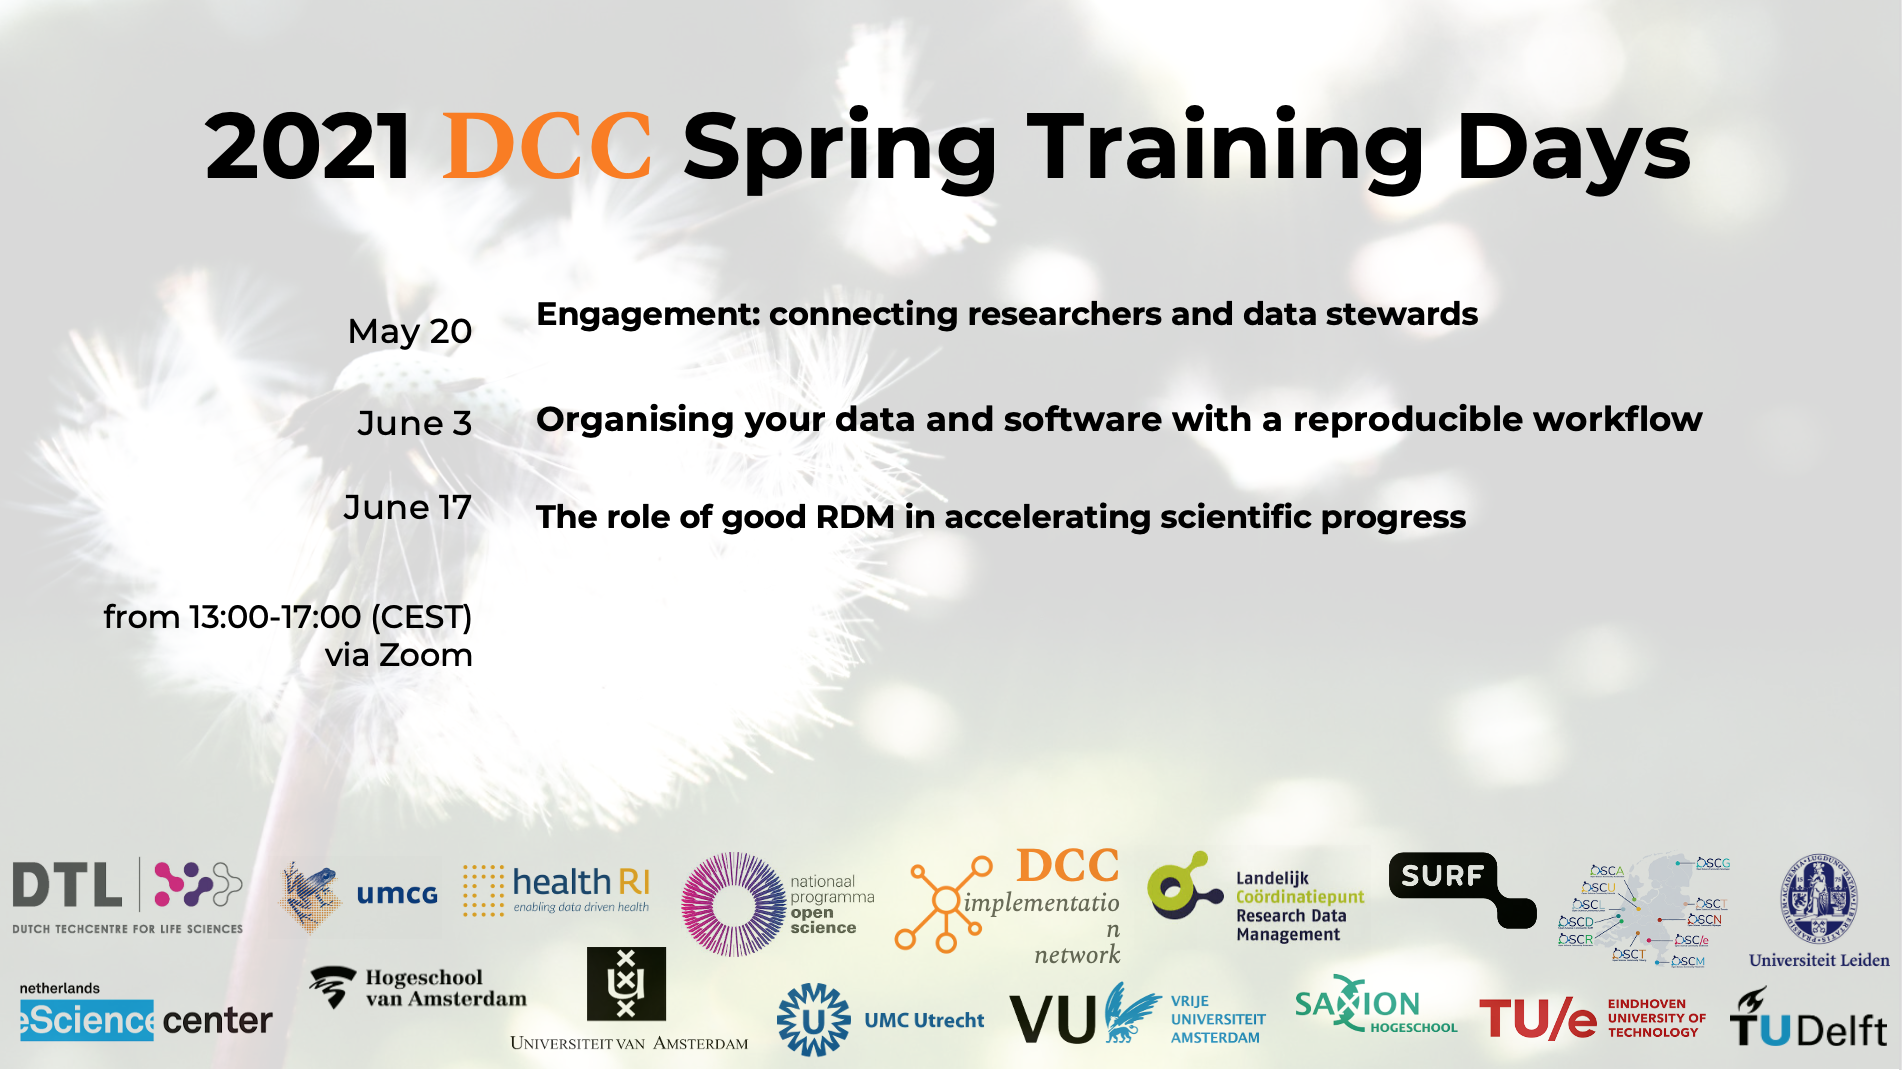 2021 DCC Spring Training Days
May 20
Engagement: connecting researchers and data stewards
June 3
Organising your data and software with a reproducible workflow
June 17
The role of good RDM in accelerating scientific progress
from 13:00-17:00 (CEST)
via Zoom
DTL
DUTCH TECHCENTRE FOR LIFE SCIENCES
umcg
health RI
enabling data driven health
nationaal
programma
open
science
DCC
implementatio
n
network
Landelijk
Coördinatiepunt
Research Data
Management
SURF
DSCG
DSCA
DSCU
DSCL
DSCT
DSCD
DSCN
DSCR
DSC/e
DSCT
DSCM
Universiteit Leiden
netherlands
eScience center
Hogeschool
van Amsterdam
UNIVERSITEIT VAN AMSTERDAM
U
UMC Utrecht
VU
VRIJE
UNIVERSITEIT
AMSTERDAM
SAXION
HOGESCHOOL
TU/e
EINDHOVEN
UNIVERSITY OF
TECHNOLOGY
TU Delft